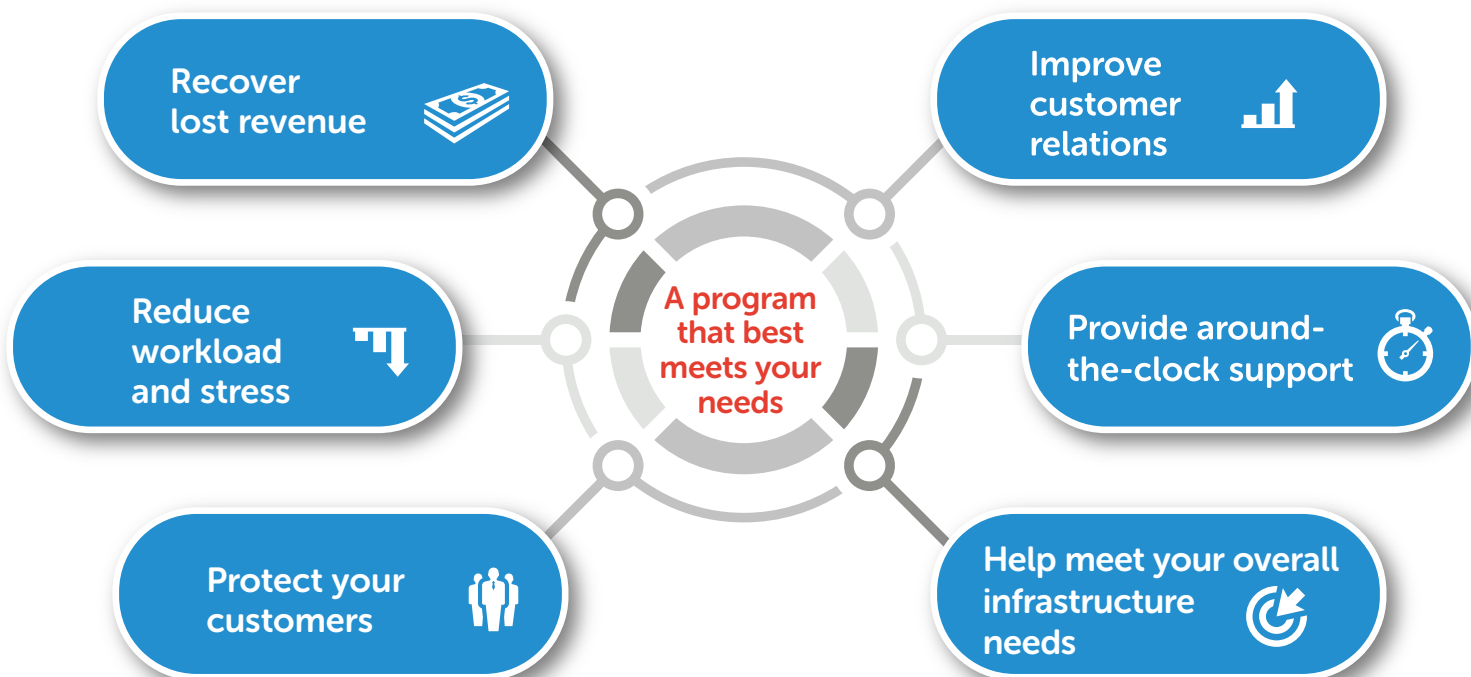 Recover
lost revenue
Improve
customer
relations
Reduce
workload
and stress
A program
that best
meets your
needs
Provide around-
the-clock support
Protect your
customers
Help meet your overall
infrastructure
needs